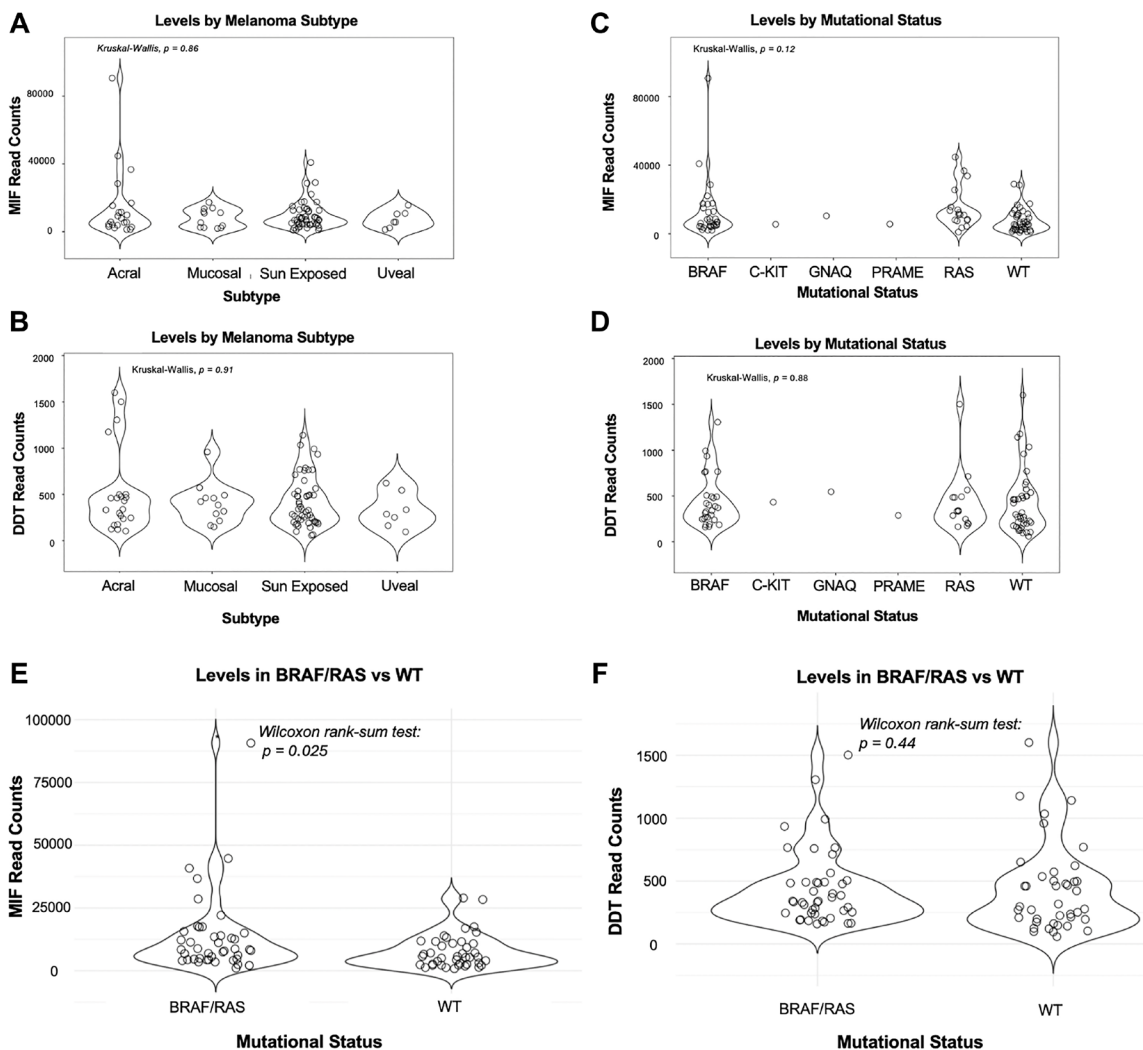 A
Levels by Melanoma Subtype
Kruskal-Wallis, p = 0.86
MIF Read Counts
80000
40000
0
Acral Mucosal Sun Exposed Uveal
Subtype
C
Levels by Mutational Status
Kruskal-Wallis, p = 0.12
MIF Read Counts
80000
40000
0
BRAF C-KIT GNAQ PRAME RAS WT
Mutational Status
B
Levels by Melanoma Subtype
Kruskal-Wallis, p = 0.91
DDT Read Counts
2000
1500
1000
500
0
Acral Mucosal Sun Exposed Uveal
Subtype
D
Levels by Mutational Status
Kruskal-Wallis, p = 0.88
DDT Read Counts
2000
1500
1000
500
0
BRAF C-KIT GNAQ PRAME RAS WT
Mutational Status
E
Levels in BRAF/RAS vs WT
Wilcoxon rank-sum test:
p = 0.025
MIF Read Counts
100000
75000
50000
25000
0
BRAF/RAS WT
Mutational Status
F
Levels in BRAF/RAS vs WT
Wilcoxon rank-sum test:
p = 0.44
DDT Read Counts
1500
1000
500
0
BRAF/RAS WT
Mutational Status